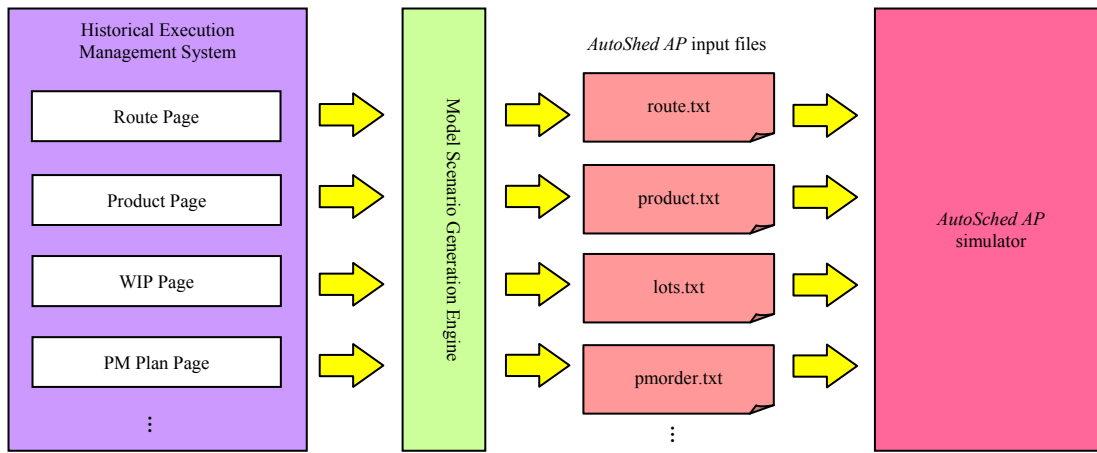 Historical Execution
Management System
Route Page
Product Page
WIP Page
PM Plan Page
⋮
Model Scenario Generation Engine
AutoShed AP input files
route.txt
product.txt
lots.txt
pmorder.txt
⋮
AutoSched AP
simulator